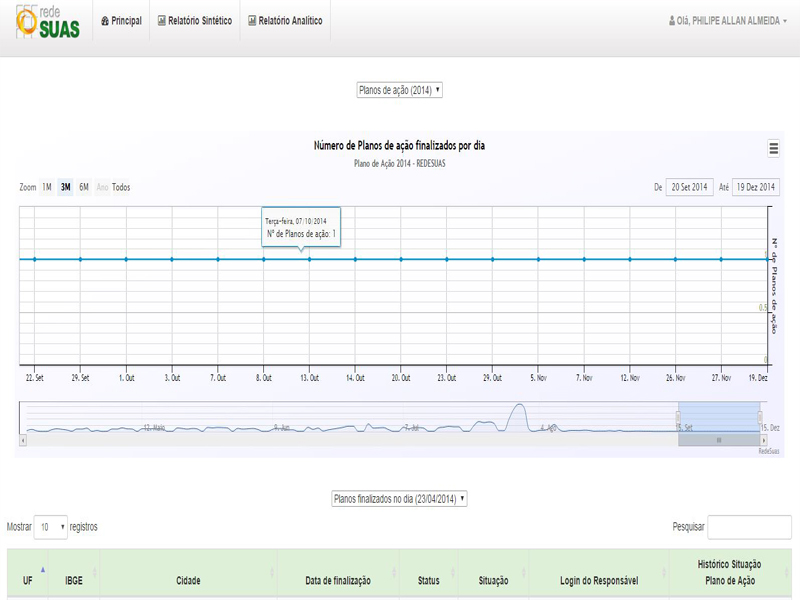 rede
SUAS
Principal
Relatório Sintético
Relatório Analítico
Olá, PHILIPE ALLAN ALMEIDA
Planos de ação (2014)
Número de Planos de ação finalizados por dia
Plano de Ação 2014 - REDESUAS
Zoom 1M 3M 6M Ano Todos
De 20 Set 2014 Até 19 Dez 2014
Terça-feira, 07/10/2014
Nº de Planos de ação: 1
1
0.5
0
Nº de Planos de ação
22. Set 29. Set 1. Out 3. Out 7. Out 8. Out 13. Out 14. Out 20. Out 23. Out 29. Out 5. Nov 7. Nov 12. Nov 26. Nov 27. Nov 19. Dez
12. Maio 9. Jun 7. Jul 4. Ago 15. Set 15. Dez
RedeSuas
Planos finalizados no dia (23/04/2014)
Mostrar 10 registros
Pesquisar
UF IBGE Cidade Data de finalização Status Situação Login do Responsável Histórico Situação
Plano de Ação